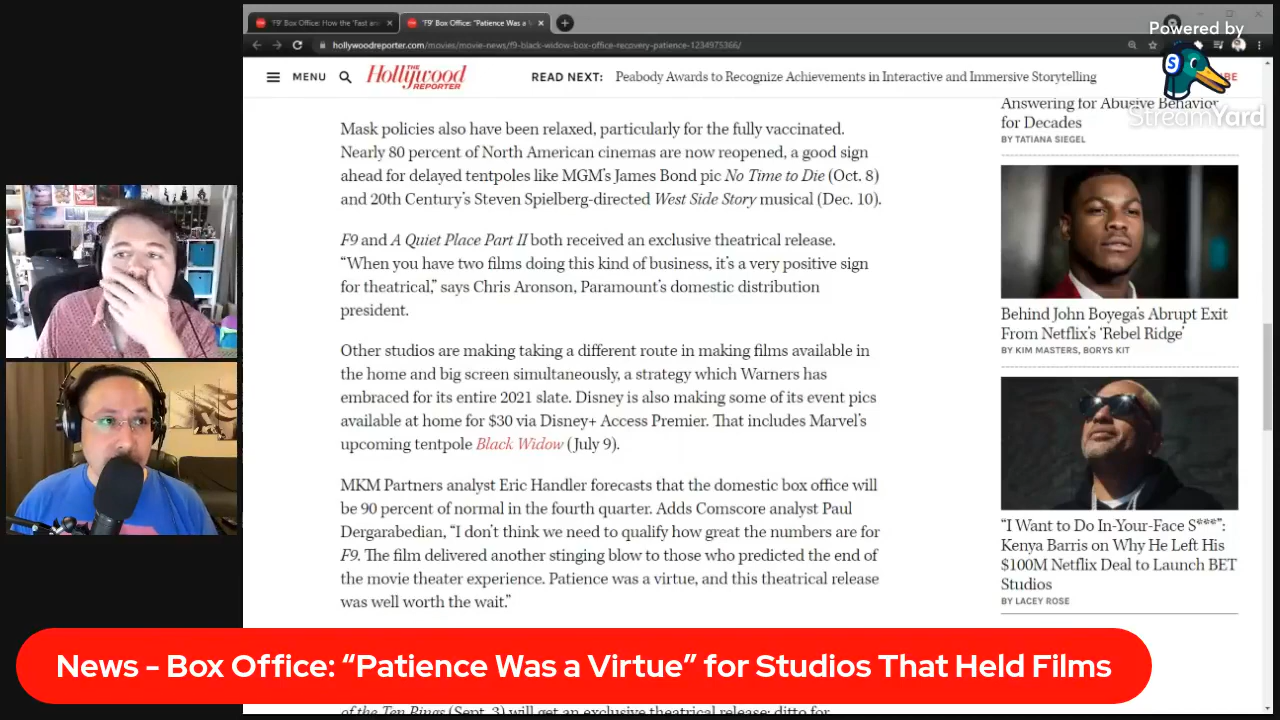 'F9' Box Office: How the 'Fast an
'F9' Box Office: "Patience Was a V
hollywoodreporter.com/movies/movie-news/f9-black-widow-box-office-recovery-patience-1234975366/
Powered by
S
StreamYard
MENU
THE
Hollywood
REPORTER
READ NEXT: Peabody Awards to Recognize Achievements in Interactive and Immersive Storytelling
Mask policies also have been relaxed, particularly for the fully vaccinated.
Nearly 80 percent of North American cinemas are now reopened, a good sign
ahead for delayed tentpoles like MGM's James Bond pic No Time to Die (Oct. 8)
and 20th Century's Steven Spielberg-directed West Side Story musical (Dec. 10).
F9 and A Quiet Place Part II both received an exclusive theatrical release.
“When you have two films doing this kind of business, it's a very positive sign
for theatrical,” says Chris Aronson, Paramount's domestic distribution
president.
Other studios are making taking a different route in making films available in
the home and big screen simultaneously, a strategy which Warners has
embraced for its entire 2021 slate. Disney is also making some of its event pics
available at home for $30 via Disney+ Access Premier. That includes Marvel's
upcoming tentpole Black Widow (July 9).
MKM Partners analyst Eric Handler forecasts that the domestic box office will
be 90 percent of normal in the fourth quarter. Adds Comscore analyst Paul
Dergarabedian, “I don't think we need to qualify how great the numbers are for
F9. The film delivered another stinging blow to those who predicted the end of
the movie theater experience. Patience was a virtue, and this theatrical release
was well worth the wait.”
of the Ten Rings (Sept. 3) will get an exclusive theatrical release; ditto for
Answering for Abusive Behavior
for Decades
BY TATIANA SIEGEL
Behind John Boyega's Abrupt Exit
From Netflix's ‘Rebel Ridge’
BY KIM MASTERS, BORYS KIT
“I Want to Do In-Your-Face S***”:
Kenya Barris on Why He Left His
$100M Netflix Deal to Launch BET
Studios
BY LACEY ROSE
News - Box Office: “Patience Was a Virtue” for Studios That Held Films